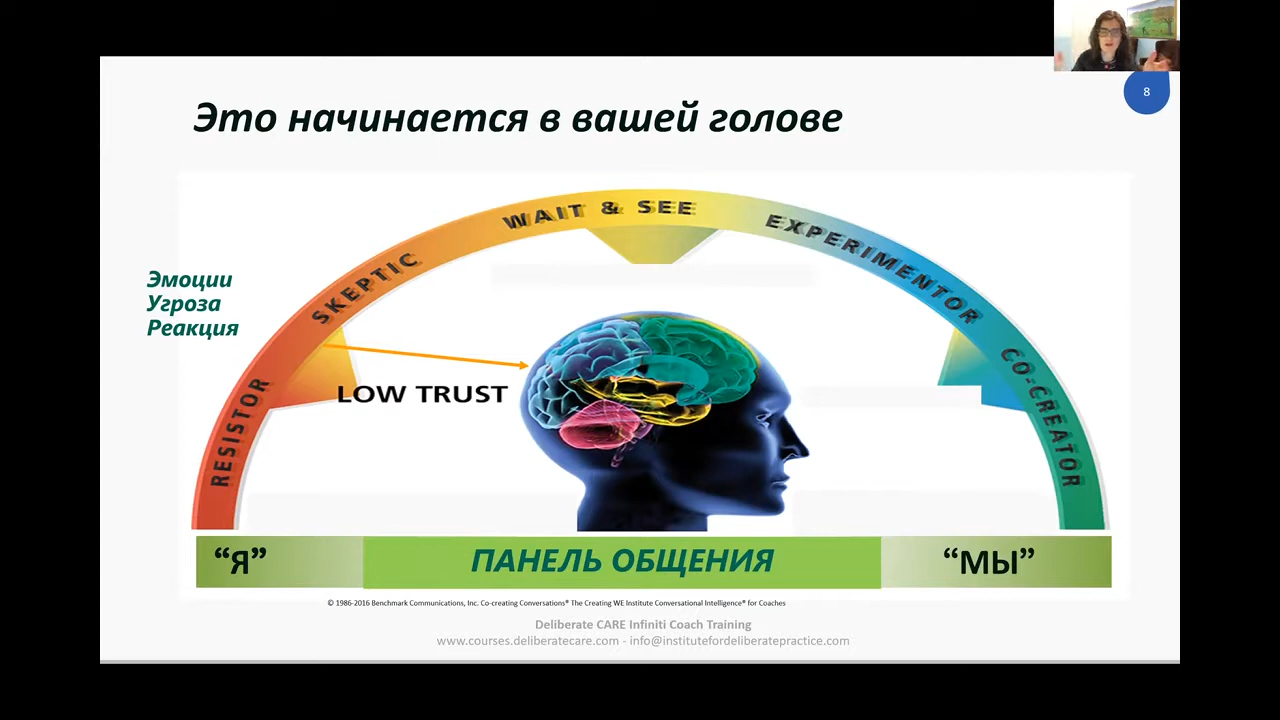 8
Это начинается в вашей голове
WAIT & SEE
EXPERIMENTOR
SKEPTIC
Эмоции
Угроза
Реакция
CO-CREATOR
RESISTOR
LOW TRUST
“Я”
ПАНЕЛЬ ОБЩЕНИЯ
“МЫ”
© 1986-2016 Benchmark Communications, Inc. Co-creating Conversations® The Creating WE Institute Conversational Intelligence® for Coaches
Deliberate CARE Infiniti Coach Training
www.courses.deliberatecare.com - info@institutefordeliberatepractice.com